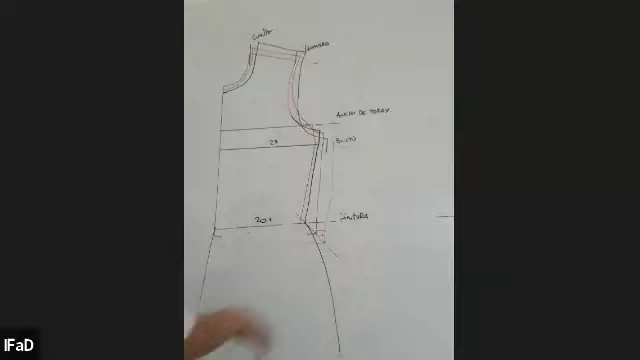 Cuello
Hombro
ANCHO DE TORAX
BUSTO
23
20+
CINTURA
IFaD